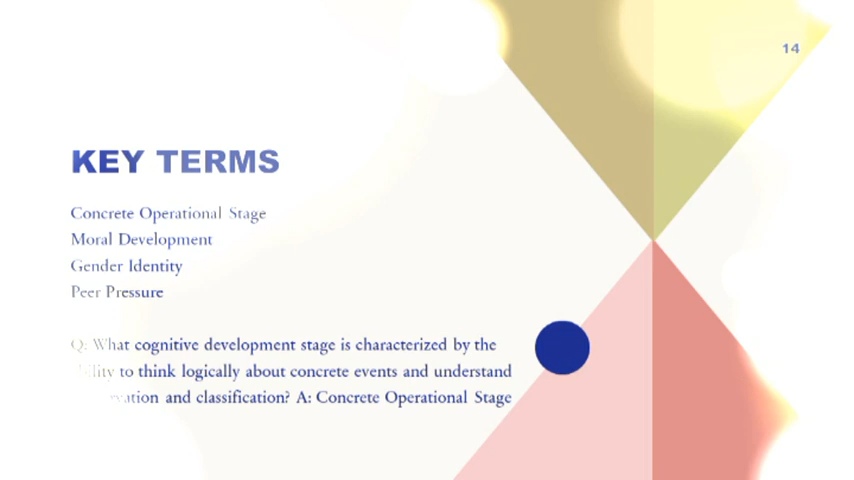 14
KEY TERMS
Concrete Operational Stage
Moral Development
Gender Identity
Peer Pressure
Q: What cognitive development stage is characterized by the
to think logically about concrete events and understand
and classification? A: Concrete Operational Stage